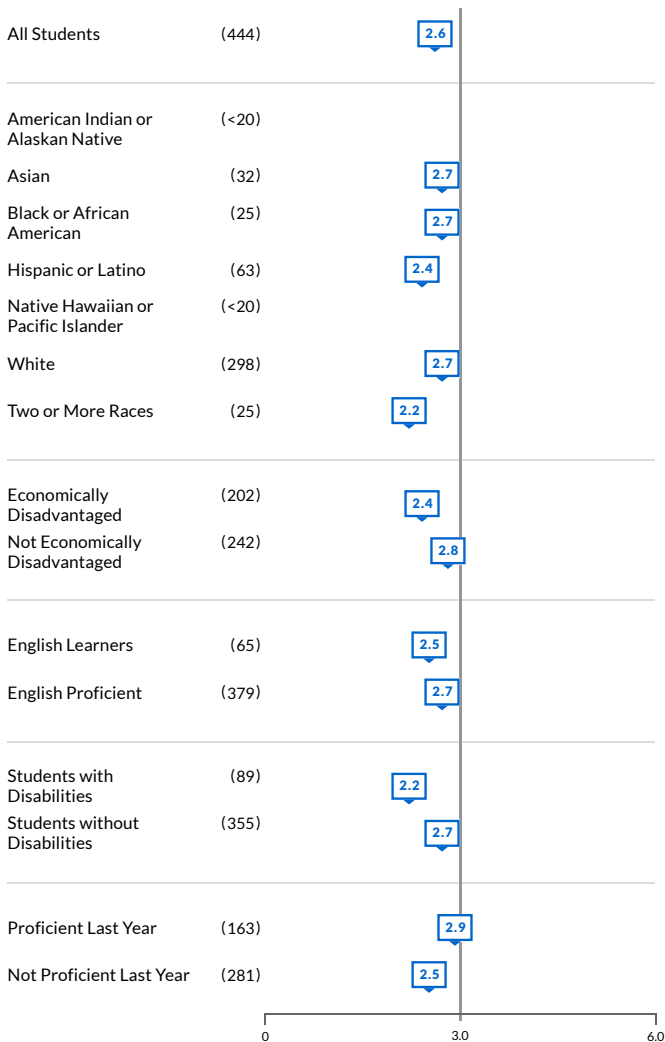 All Students (444) 2.6
American Indian or (<20)
Alaskan Native
Asian (32) 2.7
Black or African (25) 2.7
American
Hispanic or Latino (63) 2.4
Native Hawaiian or (<20)
Pacific Islander
White (298) 2.7
Two or More Races (25) 2.2
Economically (202) 2.4
Disadvantaged
Not Economically (242) 2.8
Disadvantaged
English Learners (65) 2.5
English Proficient (379) 2.7
Students with (89) 2.2
Disabilities
Students without (355) 2.7
Disabilities
Proficient Last Year (163) 2.9
Not Proficient Last Year (281) 2.5
0 3.0 6.0